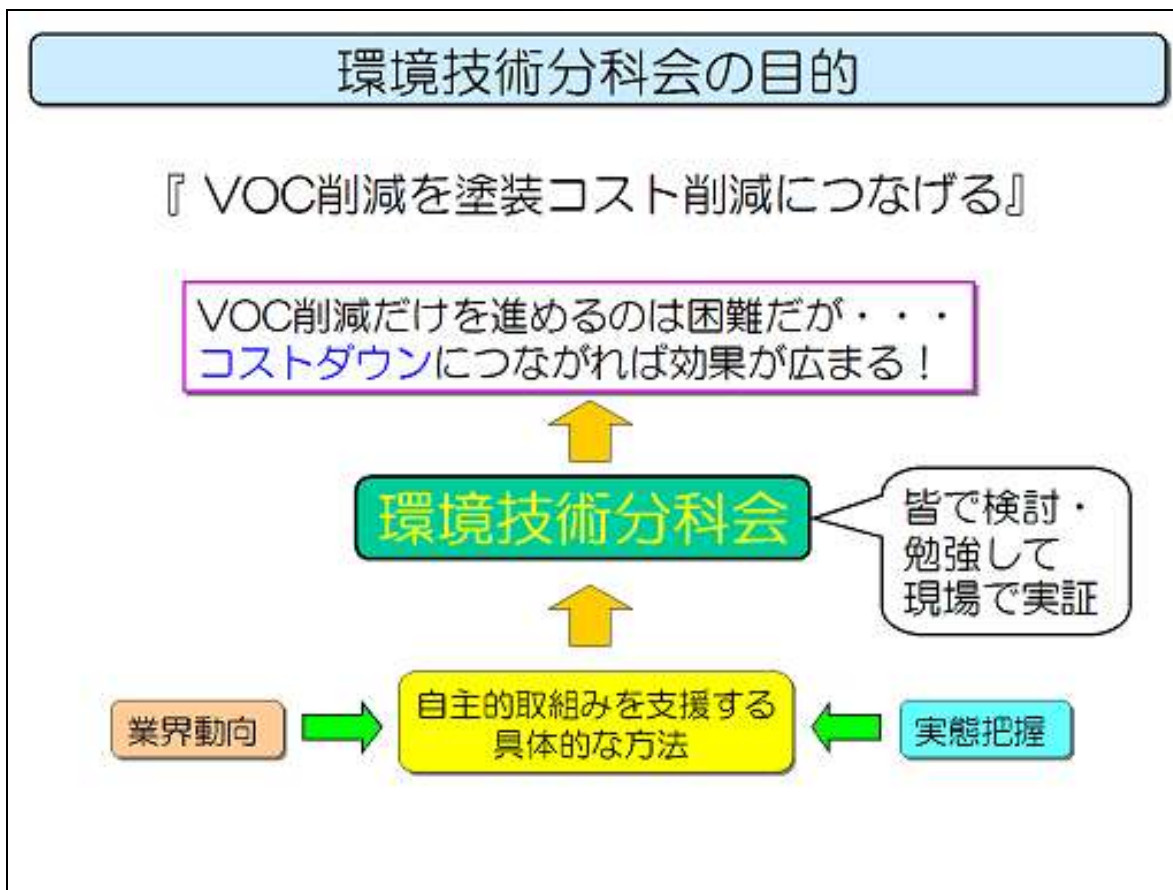 環境技術分科会の目的
『 VOC削減を塗装コスト削減につなげる』
VOC削減だけを進めるのは困難だが・・・
コストダウンにつながれば効果が広まる！
環境技術分科会
皆で検討・
勉強して
現場で実証
業界動向
自主的取組みを支援する
具体的な方法
実態把握